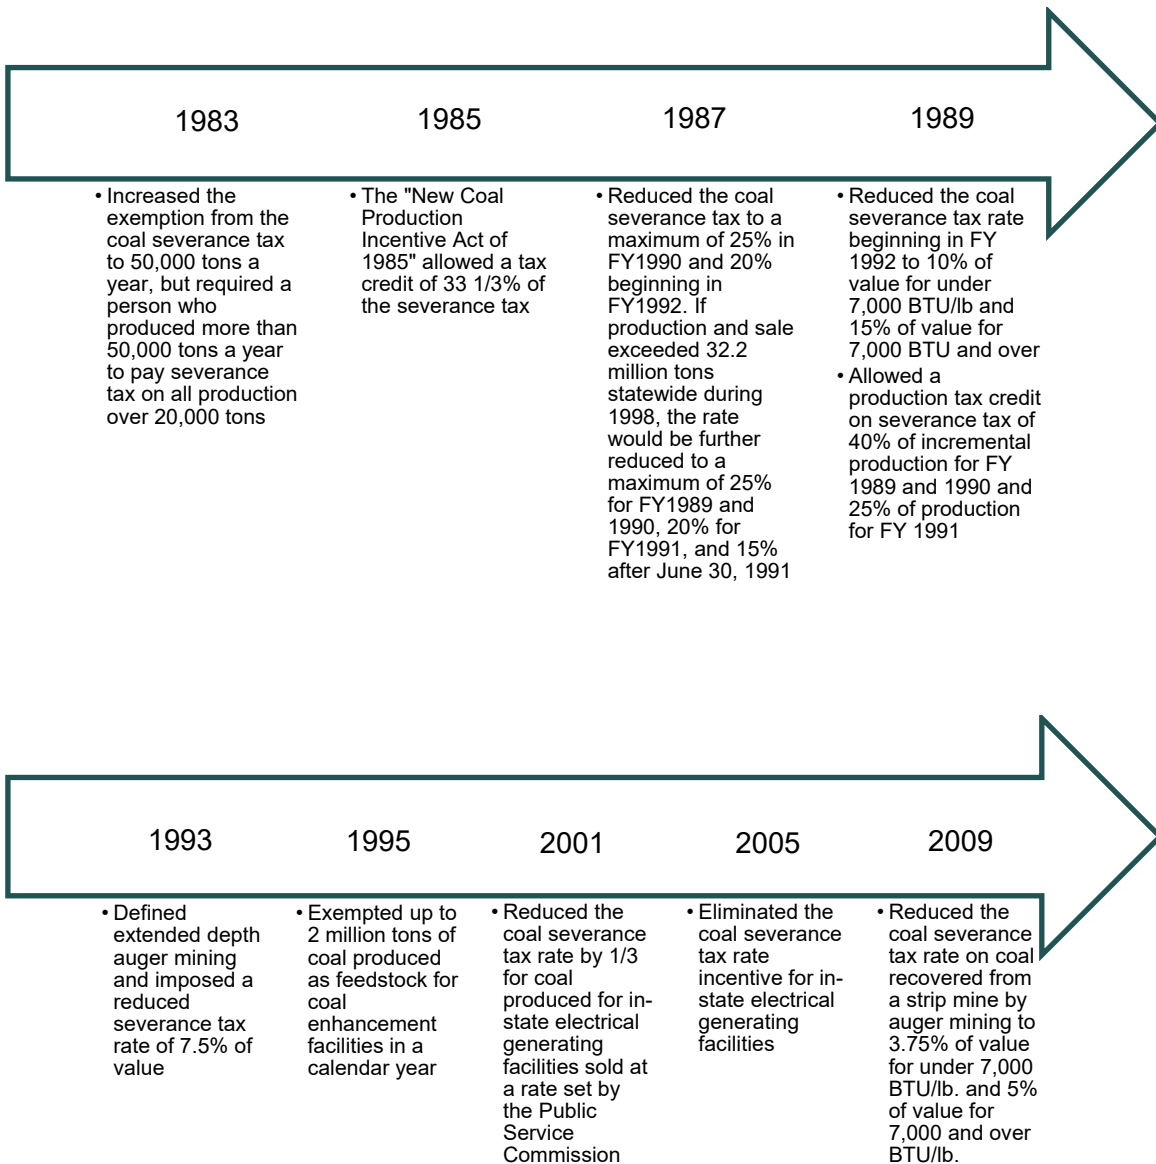 1983
1985
1987
1989
• Increased the
exemption from the
coal severance tax
to 50,000 tons a
year, but required a
person who
produced more than
50,000 tons a year
to pay severance
tax on all production
over 20,000 tons
• The "New Coal
Production
Incentive Act of
1985" allowed a tax
credit of 33 1/3% of
the severance tax
• Reduced the coal
severance tax to a
maximum of 25% in
FY1990 and 20%
beginning in
FY1992. If
production and sale
exceeded 32.2
million tons
statewide during
1998, the rate
would be further
reduced to a
maximum of 25%
for FY1989 and
1990, 20% for
FY1991, and 15%
after June 30, 1991
• Reduced the coal
severance tax rate
beginning in FY
1992 to 10% of
value for under
7,000 BTU/lb and
15% of value for
7,000 BTU and over
• Allowed a
production tax credit
on severance tax of
40% of incremental
production for FY
1989 and 1990 and
25% of production
for FY 1991
1993
1995
2001
2005
2009
• Defined
extended depth
auger mining
and imposed a
reduced
severance tax
rate of 7.5% of
value
• Exempted up to
2 million tons of
coal produced
as feedstock for
coal
enhancement
facilities in a
calendar year
• Reduced the
coal severance
tax rate by 1/3
for coal
produced for in-
state electrical
generating
facilities sold at
a rate set by
the Public
Service
Commission
• Eliminated the
coal severance
tax rate
incentive for in-
state electrical
generating
facilities
• Reduced the
coal severance
tax rate on coal
recovered from
a strip mine by
auger mining to
3.75% of value
for under 7,000
BTU/lb. and 5%
of value for
7,000 and over
BTU/lb.